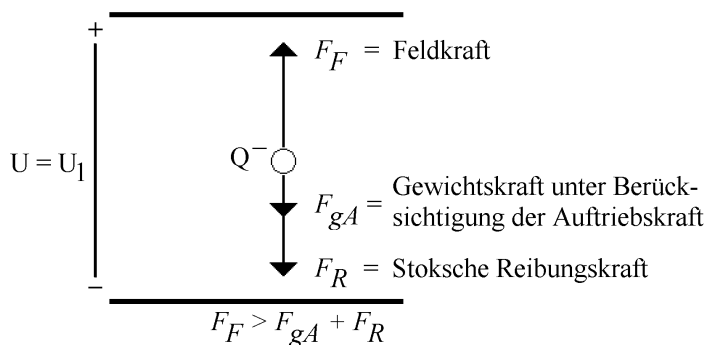 +
F_F = Feldkraft
U = U_1
Q^−
F_gA = Gewichtskraft unter Berück-
sichtigung der Auftriebskraft
F_R = Stoksche Reibungskraft
−
F_F > F_gA + F_R